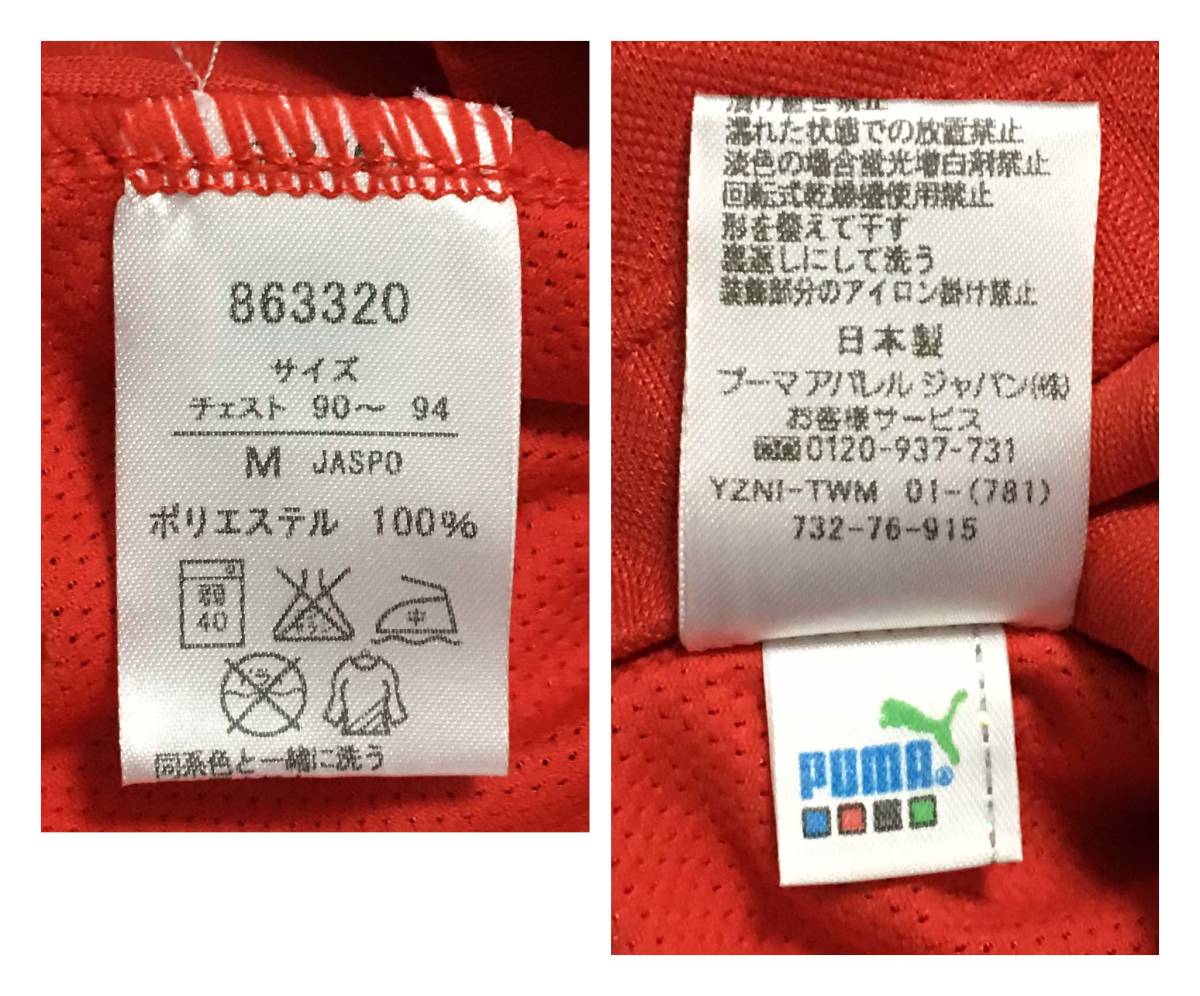 863320
サイズ
チェスト 90～ 94
M JASPO
ポリエステル 100%
弱
40
中
同系色と一緒に洗う
漬け置き禁止
濡れた状態での放置禁止
淡色の場合蛍光増白剤禁止
回転式乾燥機使用禁止
形を整えて干す
裏返しにして洗う
装飾部分のアイロン掛け禁止
日本製
プーマ アパレル ジャパン(株)
お客様サービス
0120-937-731
YZNI-TWM 01-(781)
732-76-915
PUMA®